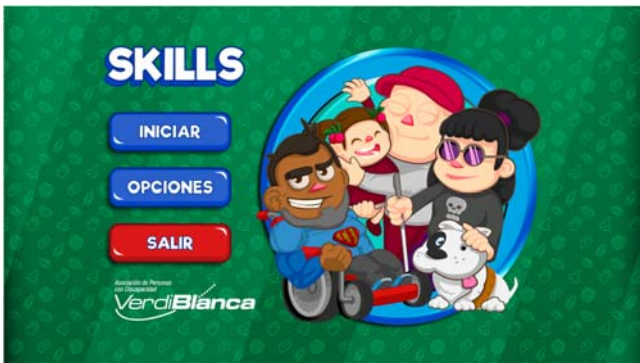 SKILLS
INICIAR
OPCIONES
SALIR
Asociación de Personas
con Discapacidad
VerdiBlanca